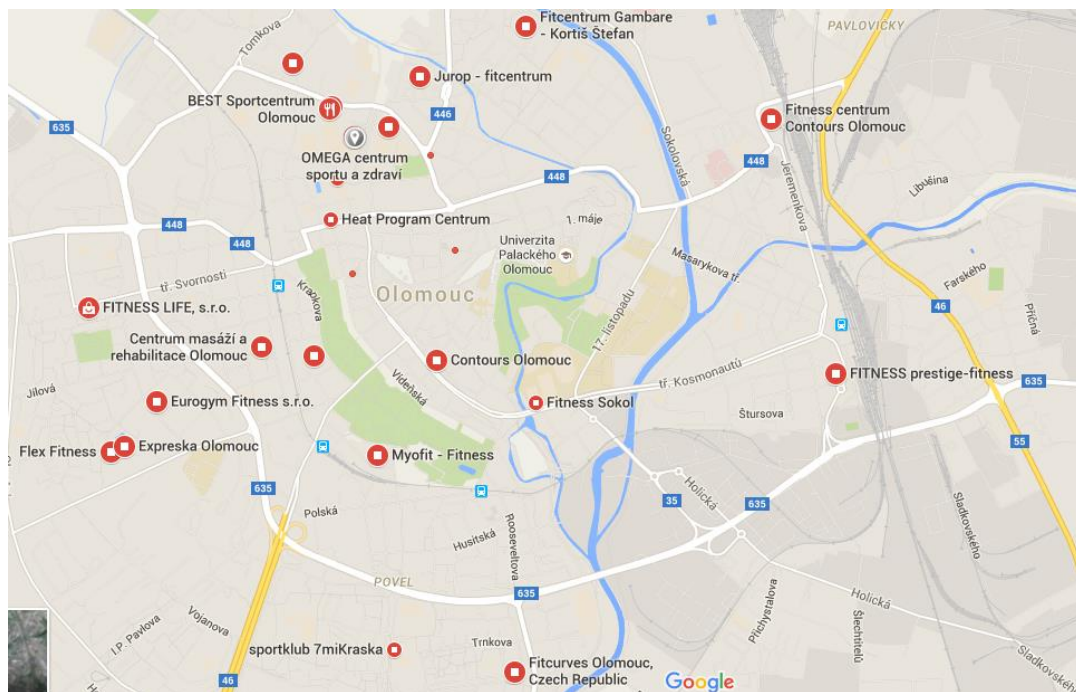 Fitcentrum Gambare
- Kortiš Štefan
PAVLOVIČKY
Tomkova
Jurop - fitcentrum
BEST Sportcentrum
Olomouc
446
635
Fitness centrum
Contours Olomouc
Sokolovská
OMEGA centrum
sportu a zdraví
448
448
Jeremenkova
Libušina
Heat Program Centrum
1. máje
448
448
Univerzita
Palackého
Olomouc
Masarykova tř.
tř. Svornosti
Krapkova
Olomouc
Farského
46
Příčná
FITNESS LIFE, s.r.o.
17. listopadu
Centrum masáží a
rehabilitace Olomouc
Contours Olomouc
tř. Kosmonautů
FITNESS prestige-fitness
635
Jílová
Vídeňská
Eurogym Fitness s.r.o.
Fitness Sokol
Štursova
Flex Fitness
Expreska Olomouc
Myofit - Fitness
55
635
Holická
35
635
Polská
Husitská
Rooseveltova
Sladkovského
POVEL
635
Přichystalova
Holická
Šlechtitelů
I.P. Pavlova
Vojanova
Trnkova
sportklub 7miKraska
Sladkovského
46
Fitcurves Olomouc,
Czech Republic
Google